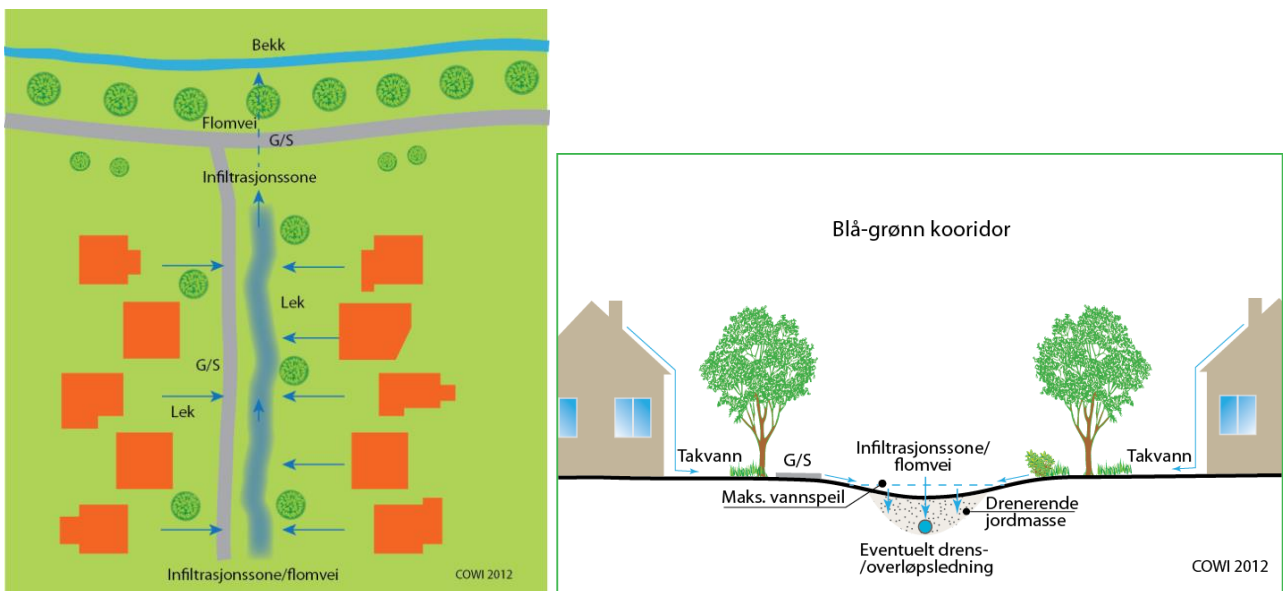 Bekk
Flomvei
G/S
Infiltrasjonssone
Lek
G/S
Lek
Infiltrasjonssone/flomvei
COWI 2012
Blå-grønn kooridor
Takvann
G/S
Infiltrasjonssone/
flomvei
Takvann
Maks. vannspeil
Drenerende
jordmasse
Eventuelt drens-
/overløpsledning
COWI 2012